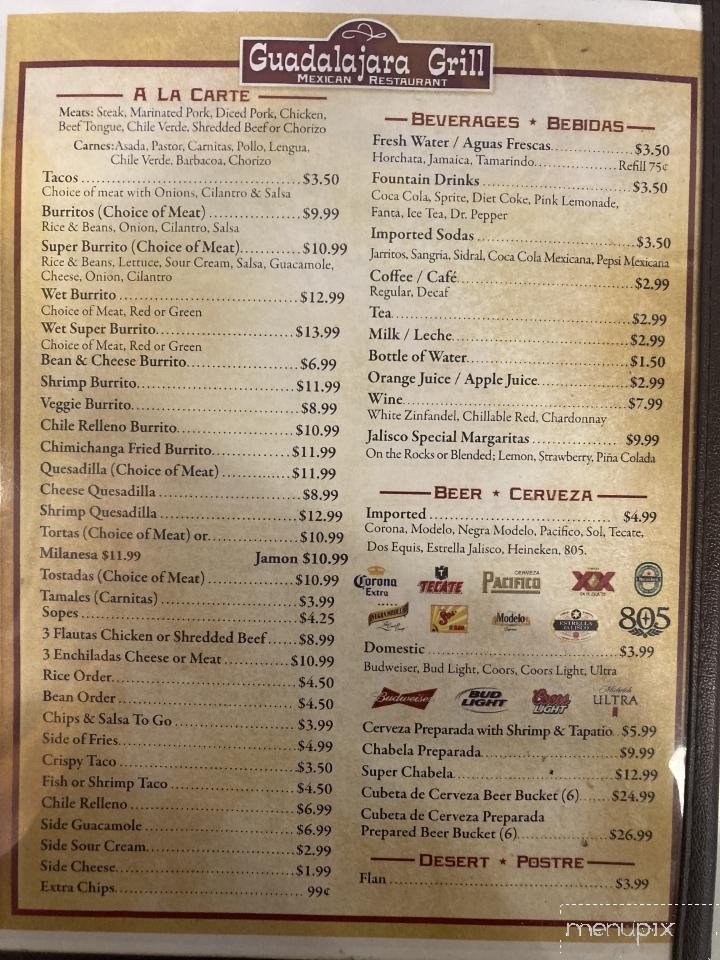 Guadalajara Grill
Mexican Restaurant
A La Carte
Meats: Steak, Marinated Pork, Diced Pork, Chicken,
Beef Tongue, Chile Verde, Shredded Beef or Chorizo
Carnes:Asada, Pastor, Carnitas, Pollo, Lengua,
Chile Verde, Barbacoa, Chorizo
Tacos $3.50
Choice of meat with Onions, Cilantro & Salsa
Burritos (Choice of Meat) $9.99
Rice & Beans, Onion, Cilantro, Salsa
Super Burrito (Choice of Meat) $10.99
Rice & Beans, Lettuce, Sour Cream, Salsa, Guacamole,
Cheese, Onion, Cilantro
Wet Burrito $12.99
Choice of Meat, Red or Green
Wet Super Burrito $13.99
Choice of Meat, Red or Green
Bean & Cheese Burrito $6.99
Shrimp Burrito $11.99
Veggie Burrito $8.99
Chile Relleno Burrito $10.99
Chimichanga Fried Burrito $11.99
Quesadilla (Choice of Meat) $11.99
Cheese Quesadilla $8.99
Shrimp Quesadilla $12.99
Tortas (Choice of Meat) or $10.99
Milanesa $11.99 Jamon $10.99
Tostadas (Choice of Meat) $10.99
Tamales (Carnitas) $3.99
Sopes $4.25
3 Flautas Chicken or Shredded Beef $8.99
3 Enchiladas Cheese or Meat $10.99
Rice Order $4.50
Bean Order $4.50
Chips & Salsa To Go $3.99
Side of Fries $4.99
Crispy Taco $3.50
Fish or Shrimp Taco $4.50
Chile Relleno $6.99
Side Guacamole $6.99
Side Sour Cream $2.99
Side Cheese $1.99
Extra Chips 99¢
Beverages ★ Bebidas
Fresh Water / Aguas Frescas $3.50
Horchata, Jamaica, Tamarindo Refill 75¢
Fountain Drinks $3.50
Coca Cola, Sprite, Diet Coke, Pink Lemonade,
Fanta, Ice Tea, Dr. Pepper
Imported Sodas $3.50
Jarritos, Sangria, Sidral, Coca Cola Mexicana, Pepsi Mexicana
Coffee / Café $2.99
Regular, Decaf
Tea $2.99
Milk / Leche $2.99
Bottle of Water $1.50
Orange Juice / Apple Juice $2.99
Wine $7.99
White Zinfandel, Chillable Red, Chardonnay
Jalisco Special Margaritas $9.99
On the Rocks or Blended; Lemon, Strawberry, Piña Colada
Beer ★ Cerveza
Imported $4.99
Corona, Modelo, Negra Modelo, Pacifico, Sol, Tecate,
Dos Equis, Estrella Jalisco, Heineken, 805.
Corona Extra TECATE CERVEZA PACIFICO XX Heineken
Sol Modelo ESTRELLA JALISCO 805
Domestic $3.99
Budweiser, Bud Light, Coors, Coors Light, Ultra
Budweiser BUD LIGHT Coors LIGHT Michelob ULTRA
Cerveza Preparada with Shrimp & Tapatio $5.99
Chabela Preparada $9.99
Super Chabela $12.99
Cubeta de Cerveza Beer Bucket (6) $24.99
Cubeta de Cerveza Preparada
Prepared Beer Bucket (6) $26.99
Desert ★ Postre
Flan $3.99
menupix